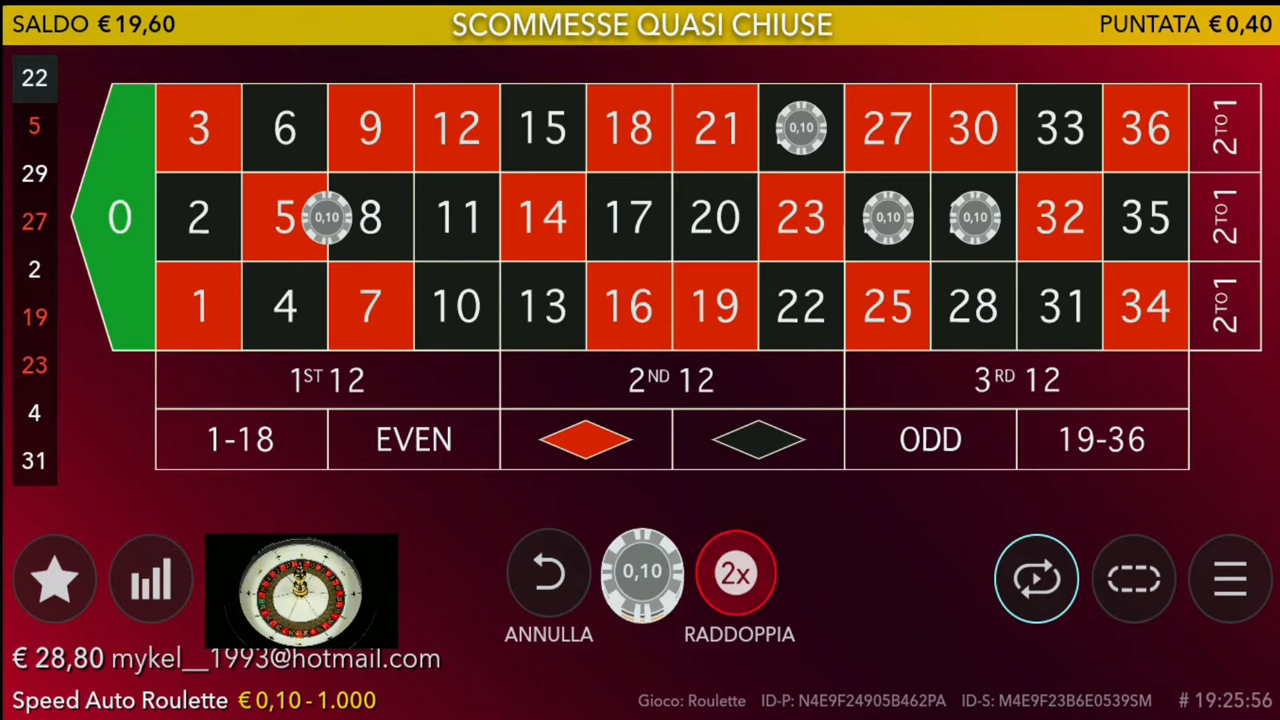 SALDO € 19,60
SCOMMESSE QUASI CHIUSE
PUNTATA € 0,40
22
5
29
27
2
19
23
4
31
0
3 6 9 12 15 18 21 0,10 27 30 33 36 2 TO 1
2 5 0,10 8 11 14 17 20 23 0,10 0,10 32 35 2 TO 1
1 4 7 10 13 16 19 22 25 28 31 34 2 TO 1
1ST 12 2ND 12 3RD 12
1-18 EVEN ODD 19-36
0,10
2x
ANNULLA
RADDOPPIA
€ 28,80 mykel__1993@hotmail.com
Speed Auto Roulette € 0,10 - 1.000
Gioco: Roulette ID-P: N4E9F24905B462PA ID-S: M4E9F23B6E0539SM # 19:25:56